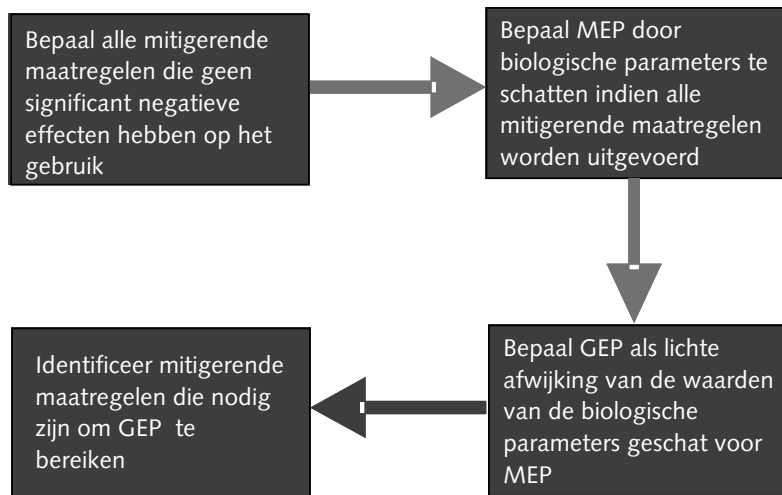 Bepaal alle mitigerende
maatregelen die geen
significant negatieve
effecten hebben op het
gebruik
Bepaal MEP door
biologische parameters te
schatten indien alle
mitigerende maatregelen
worden uitgevoerd
Bepaal GEP als lichte
afwijking van de waarden
van de biologische
parameters geschat voor
MEP
Identificeer mitigerende
maatregelen die nodig
zijn om GEP te
bereiken